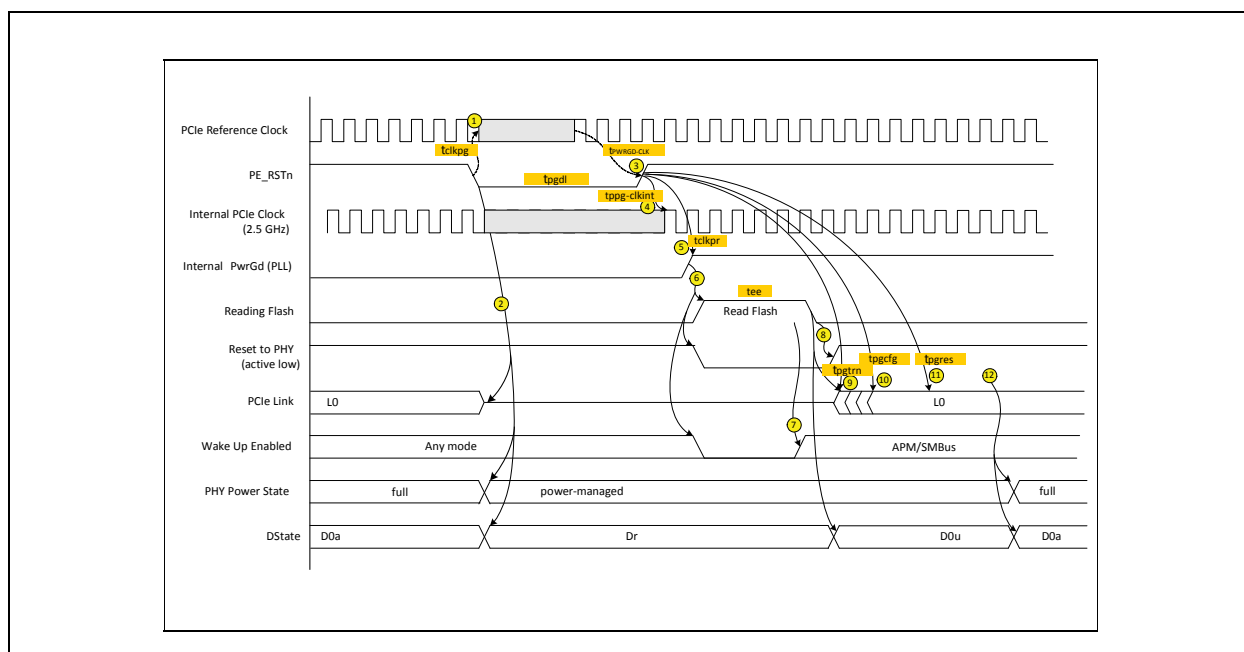 1
PCIe Reference Clock
tclkpg
tPWRGD-CLK
3
PE_RSTn
tpgdl
tppg-clkint
4
Internal PCIe Clock
(2.5 GHz)
tclkpr
5
Internal PwrGd (PLL)
6
tee
Reading Flash
Read Flash
2
8
Reset to PHY
(active low)
tpgcfg
tpgres
tpgtrn
9
10
11
12
PCIe Link
L0
L0
7
Wake Up Enabled
Any mode
APM/SMBus
PHY Power State
full
power-managed
full
DState
D0a
Dr
D0u
D0a